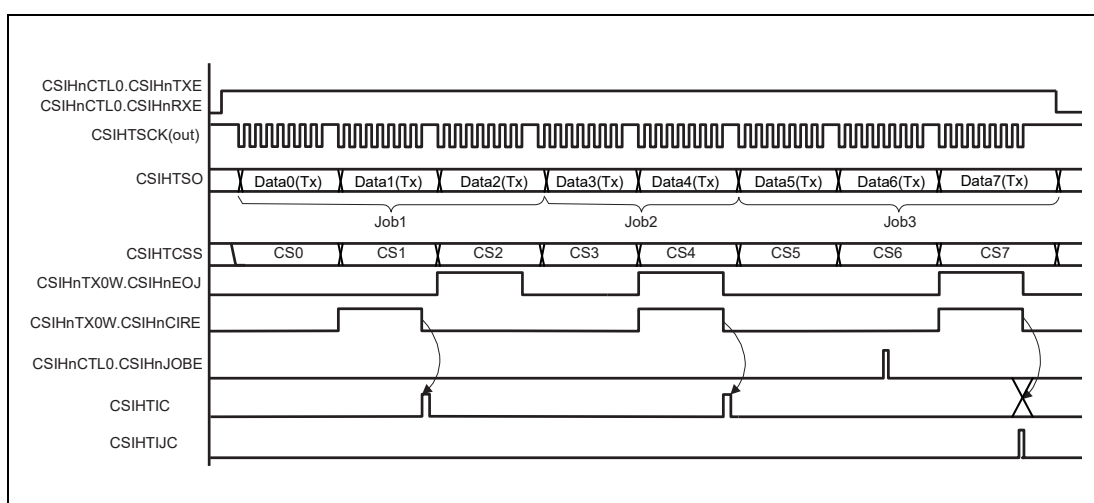 CSIHnCTL0.CSIHnTXE
CSIHnCTL0.CSIHnRXE
CSIHTSCK(out)
CSIHTSO
Data0(Tx) Data1(Tx) Data2(Tx) Data3(Tx) Data4(Tx) Data5(Tx) Data6(Tx) Data7(Tx)
Job1 Job2 Job3
CSIHTCSS
CS0 CS1 CS2 CS3 CS4 CS5 CS6 CS7
CSIHnTX0W.CSIHnEOJ
CSIHnTX0W.CSIHnCIRE
CSIHnCTL0.CSIHnJOBE
CSIHTIC
CSIHTIJC